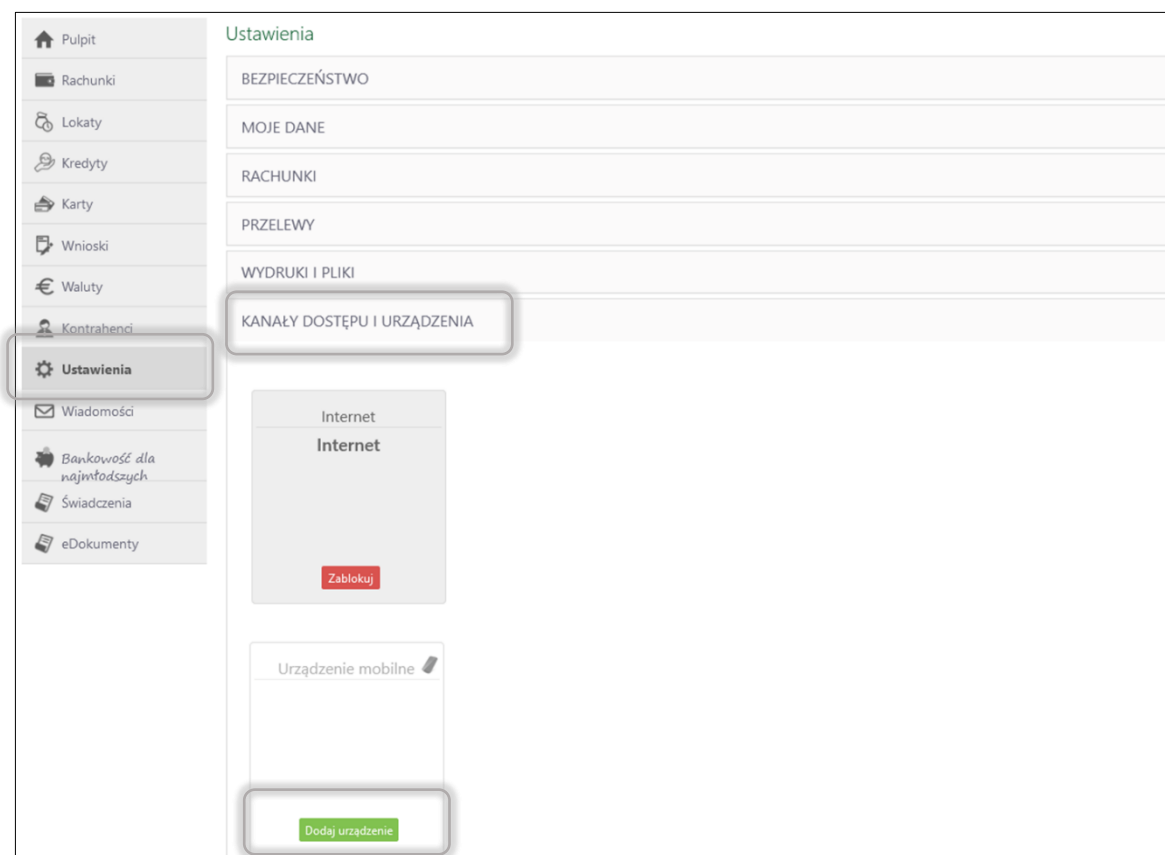 Pulpit
Rachunki
Lokaty
Kredyty
Karty
Wnioski
Waluty
Kontrahenci
Ustawienia
Wiadomości
Bankowość dla
najmłodszych
Świadczenia
eDokumenty
Ustawienia
BEZPIECZEŃSTWO
MOJE DANE
RACHUNKI
PRZELEWY
WYDRUKI I PLIKI
KANAŁY DOSTĘPU I URZĄDZENIA
Internet
Internet
Zablokuj
Urządzenie mobilne
Dodaj urządzenie